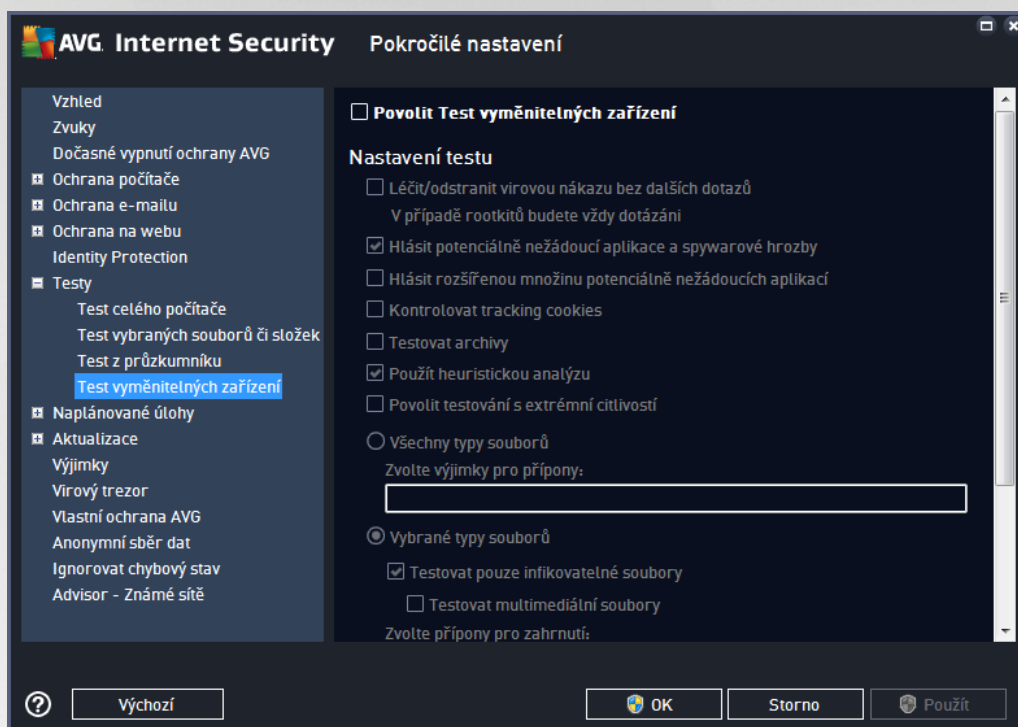 AVG. Internet Security Pokročilé nastavení
Vzhled
Zvuky
Dočasné vypnutí ochrany AVG
Ochrana počítače
Ochrana e-mailu
Ochrana na webu
Identity Protection
Testy
Test celého počítače
Test vybraných souborů či složek
Test z průzkumníku
Test vyměnitelných zařízení
Naplánované úlohy
Aktualizace
Výjimky
Virový trezor
Vlastní ochrana AVG
Anonymní sběr dat
Ignorovat chybový stav
Advisor - Známé sítě
Povolit Test vyměnitelných zařízení
Nastavení testu
Léčit/odstranit virovou nákazu bez dalších dotazů
V případě rootkitů budete vždy dotázáni
Hlásit potenciálně nežádoucí aplikace a spywarové hrozby
Hlásit rozšířenou množinu potenciálně nežádoucích aplikací
Kontrolovat tracking cookies
Testovat archivy
Použít heuristickou analýzu
Povolit testování s extrémní citlivostí
Všechny typy souborů
Zvolte výjimky pro přípony:
Vybrané typy souborů
Testovat pouze infikovatelné soubory
Testovat multimediální soubory
Zvolte přípony pro zahrnutí:
? Výchozí OK Storno Použít